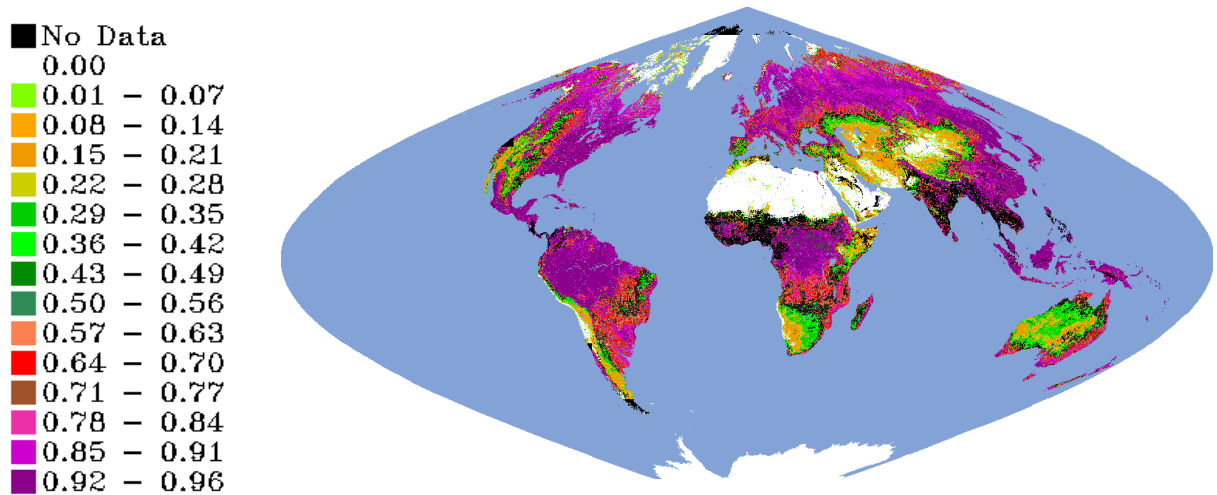 No Data
0.00
0.01 – 0.07
0.08 – 0.14
0.15 – 0.21
0.22 – 0.28
0.29 – 0.35
0.36 – 0.42
0.43 – 0.49
0.50 – 0.56
0.57 – 0.63
0.64 – 0.70
0.71 – 0.77
0.78 – 0.84
0.85 – 0.91
0.92 – 0.96